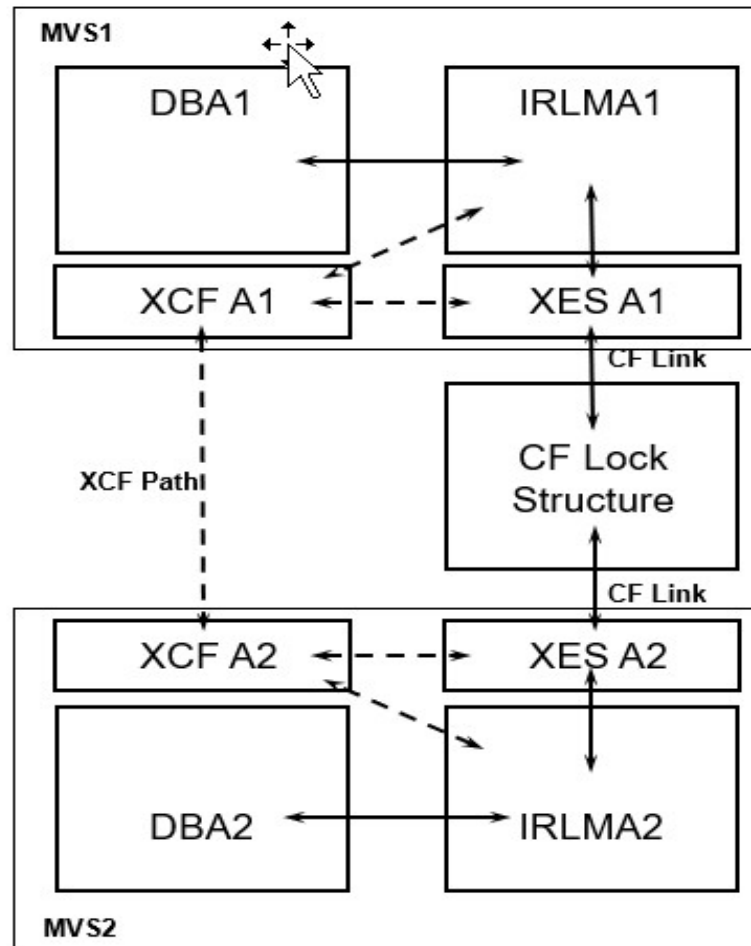 MVS1
DBA1
IRLMA1
XCF A1
XES A1
CF Link
CF Lock
Structure
XCF Path
CF Link
XCF A2
XES A2
DBA2
IRLMA2
MVS2